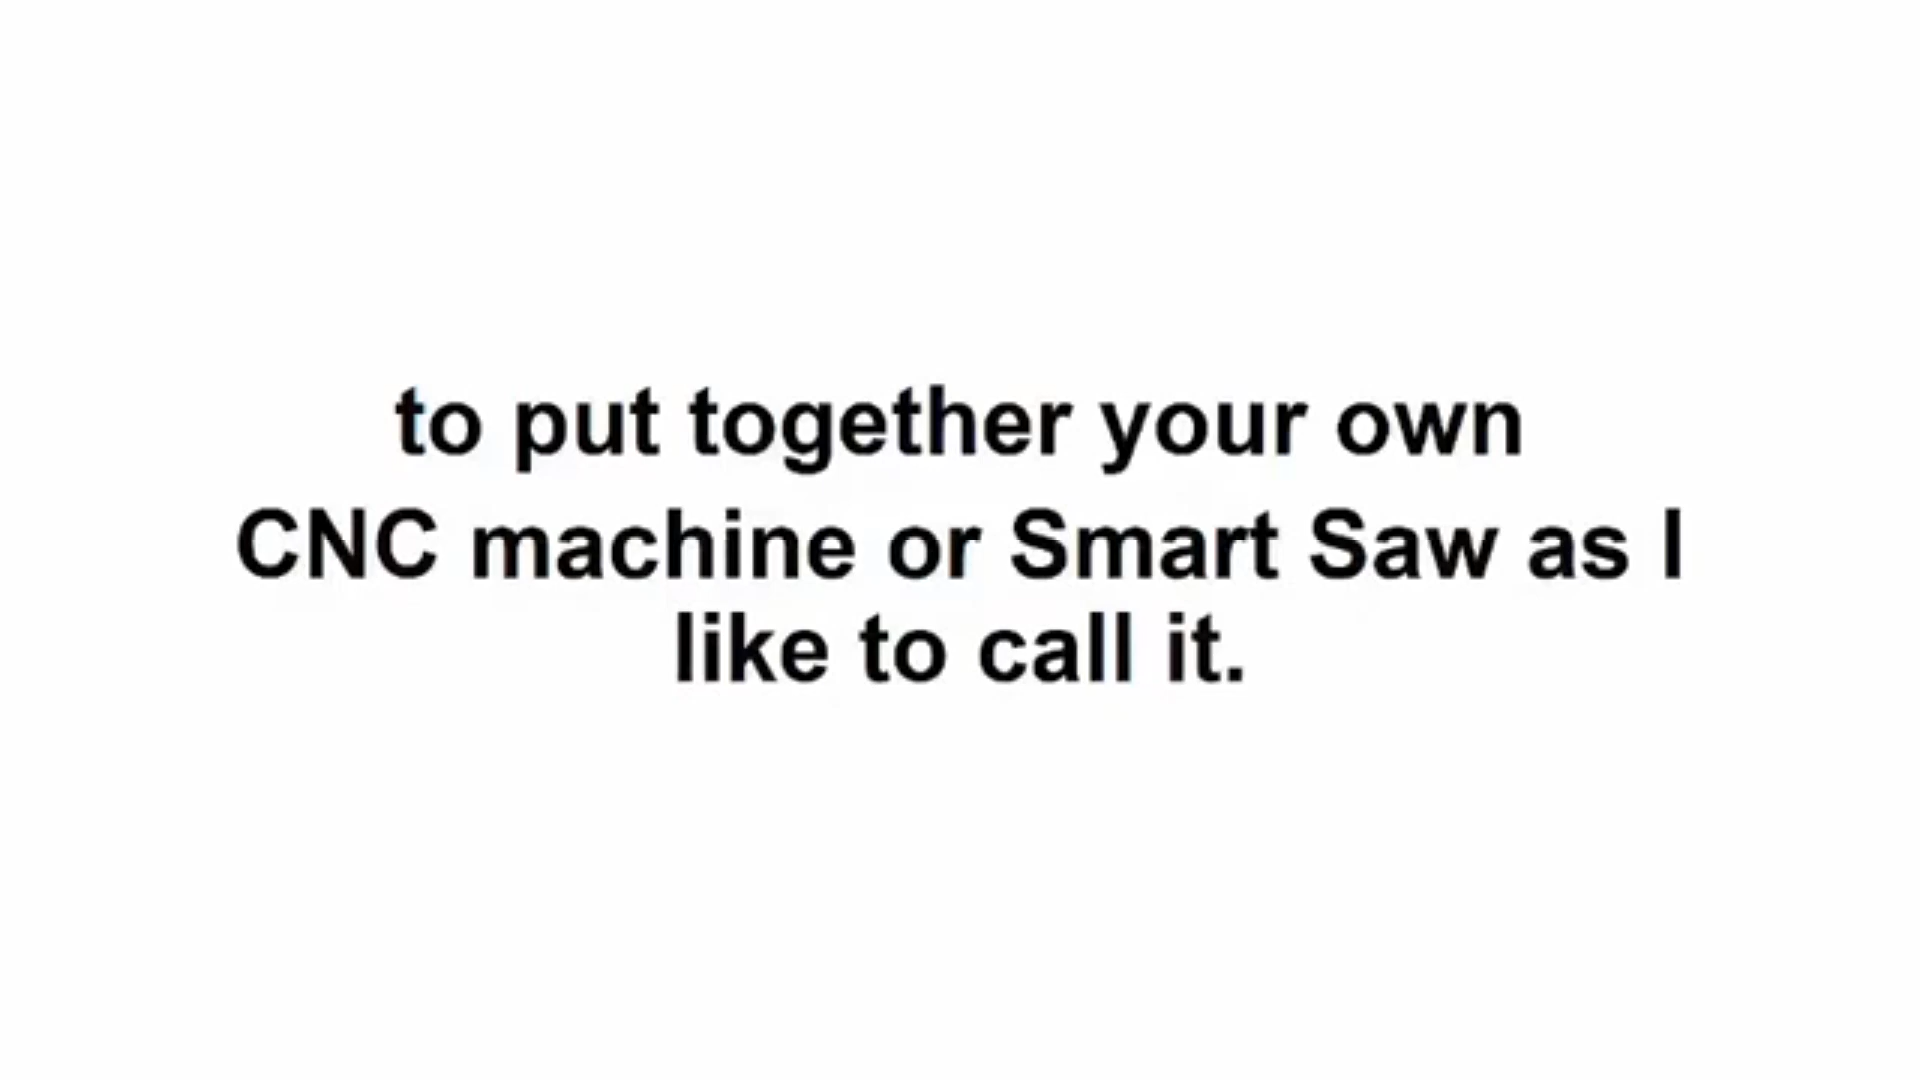 to put together your own
CNC machine or Smart Saw as I
like to call it.